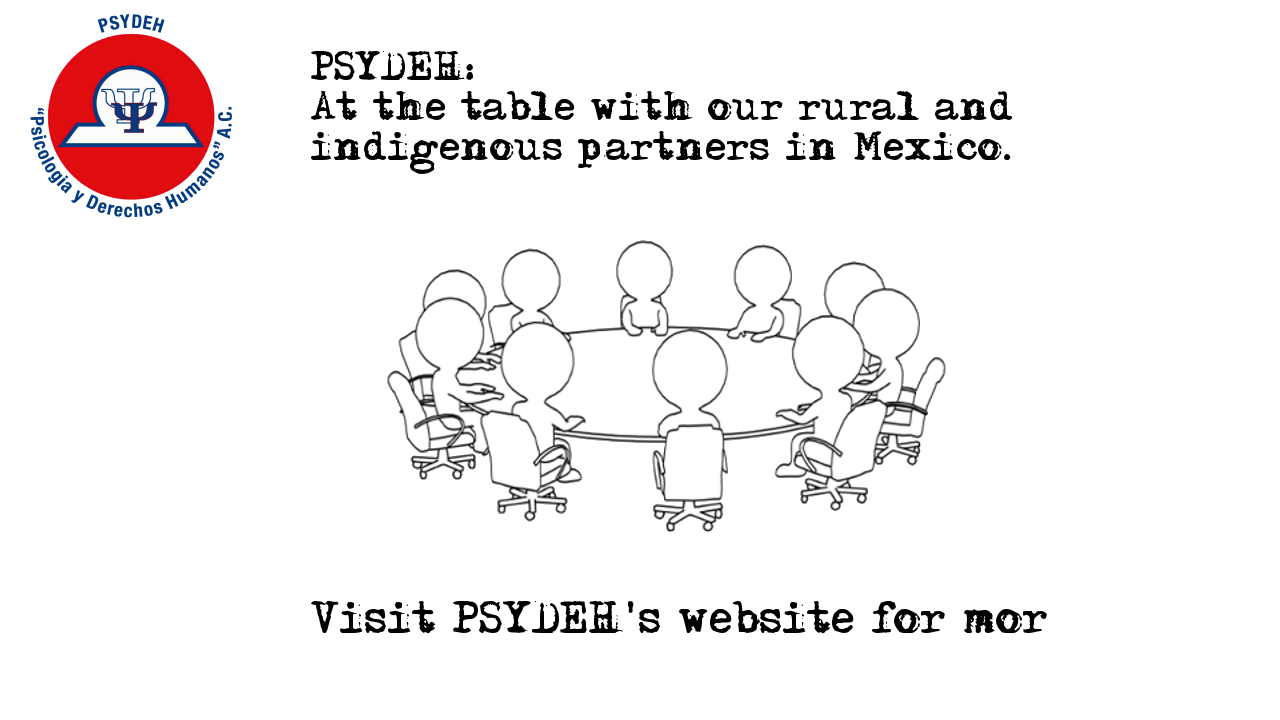 PSYDEH
"Psicología y Derechos Humanos" A.C.
PSYDEH:
At the table with our rural and
indigenous partners in Mexico.
Visit PSYDEH's website for mor